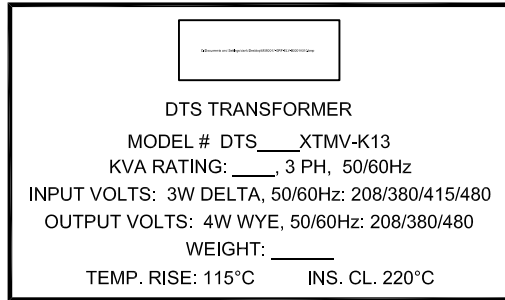 DTS TRANSFORMER
MODEL # DTS____XTMV-K13
KVA RATING: ____, 3 PH, 50/60Hz
INPUT VOLTS: 3W DELTA, 50/60Hz: 208/380/415/480
OUTPUT VOLTS: 4W WYE, 50/60Hz: 208/380/480
WEIGHT: ______
TEMP. RISE: 115°C INS. CL. 220°C